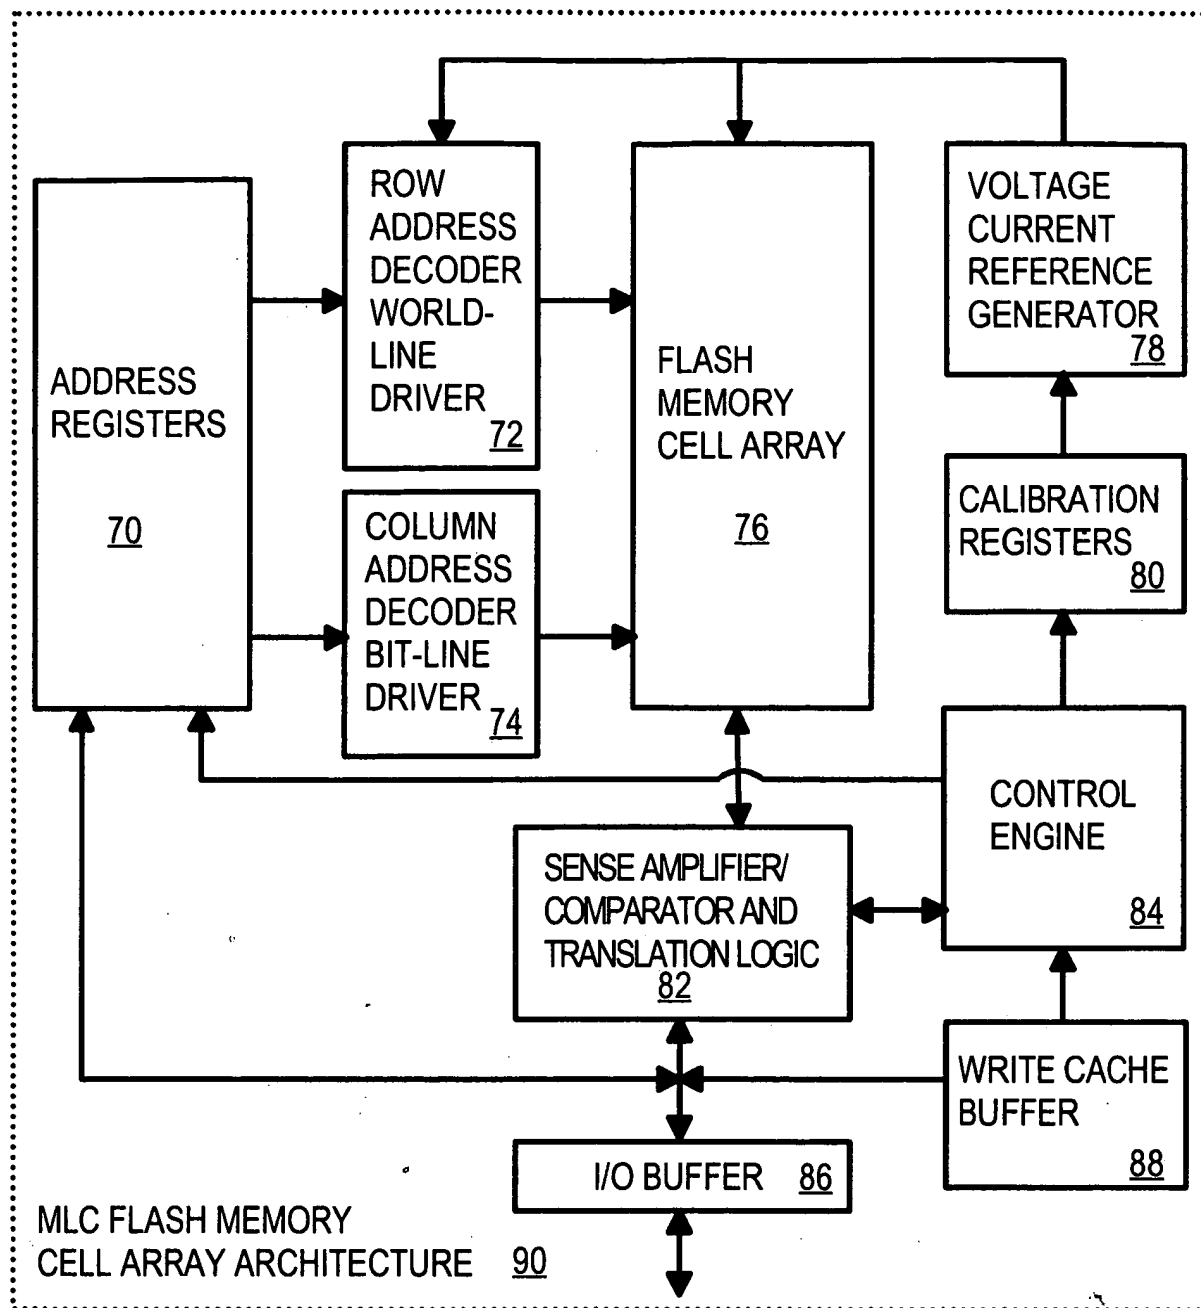 ROW
ADDRESS
DECODER
WORLD-
LINE
DRIVER
72
VOLTAGE
CURRENT
REFERENCE
GENERATOR
78
ADDRESS
REGISTERS
70
FLASH
MEMORY
CELL ARRAY
76
COLUMN
ADDRESS
DECODER
BIT-LINE
DRIVER
74
CALIBRATION
REGISTERS
80
CONTROL
ENGINE
84
SENSE AMPLIFIER/
COMPARATOR AND
TRANSLATION LOGIC
82
WRITE CACHE
BUFFER
88
I/O BUFFER 86
MLC FLASH MEMORY
CELL ARRAY ARCHITECTURE 90